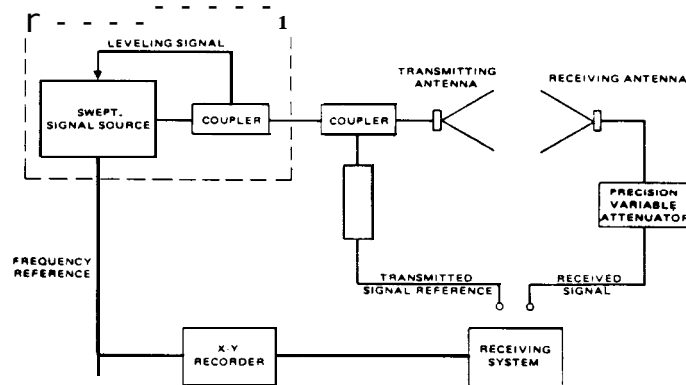 r - - - - - - - - - 1
LEVELING SIGNAL
SWEPT.
SIGNAL SOURCE
COUPLER
COUPLER
TRANSMITTING
ANTENNA
RECEIVING ANTENNA
PRECISION
VARIABLE
ATTENUATOR
FREQUENCY
REFERENCE
TRANSMITTED
SIGNAL REFERENCE
RECEIVED
SIGNAL
X-Y
RECORDER
RECEIVING
SYSTEM